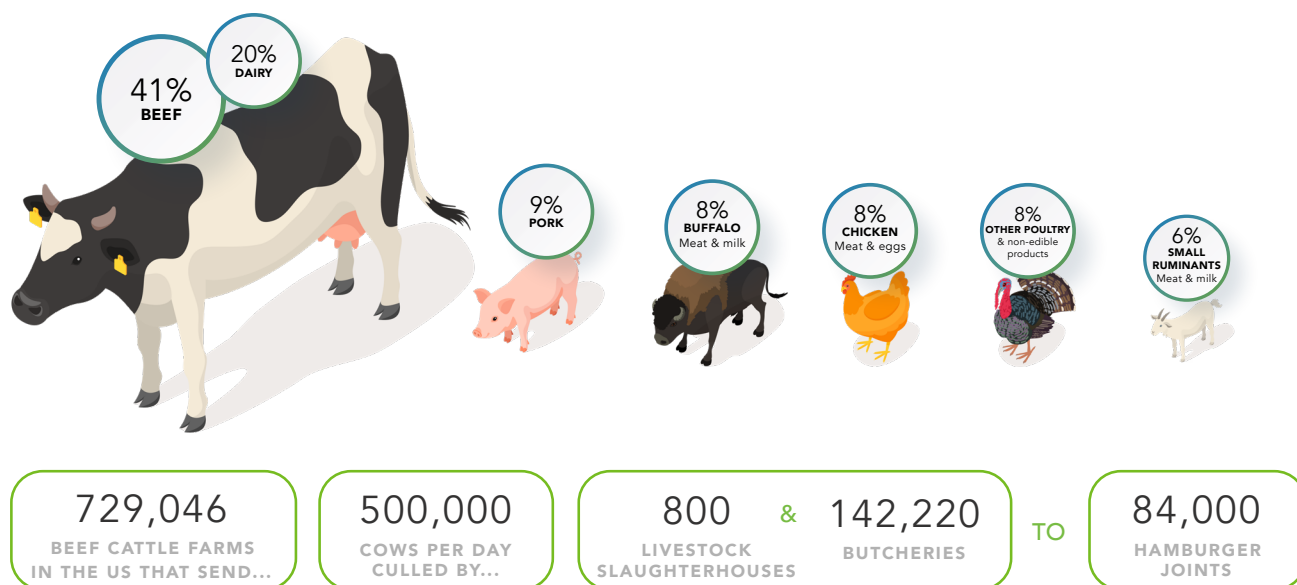 41%
BEEF
20%
DAIRY
9%
PORK
8%
BUFFALO
Meat & milk
8%
CHICKEN
Meat & eggs
8%
OTHER POULTRY
& non-edible
products
6%
SMALL
RUMINANTS
Meat & milk
729,046
BEEF CATTLE FARMS
IN THE US THAT SEND...
500,000
COWS PER DAY
CULLED BY...
800
LIVESTOCK
SLAUGHTERHOUSES
&
142,220
BUTCHERIES
TO
84,000
HAMBURGER
JOINTS